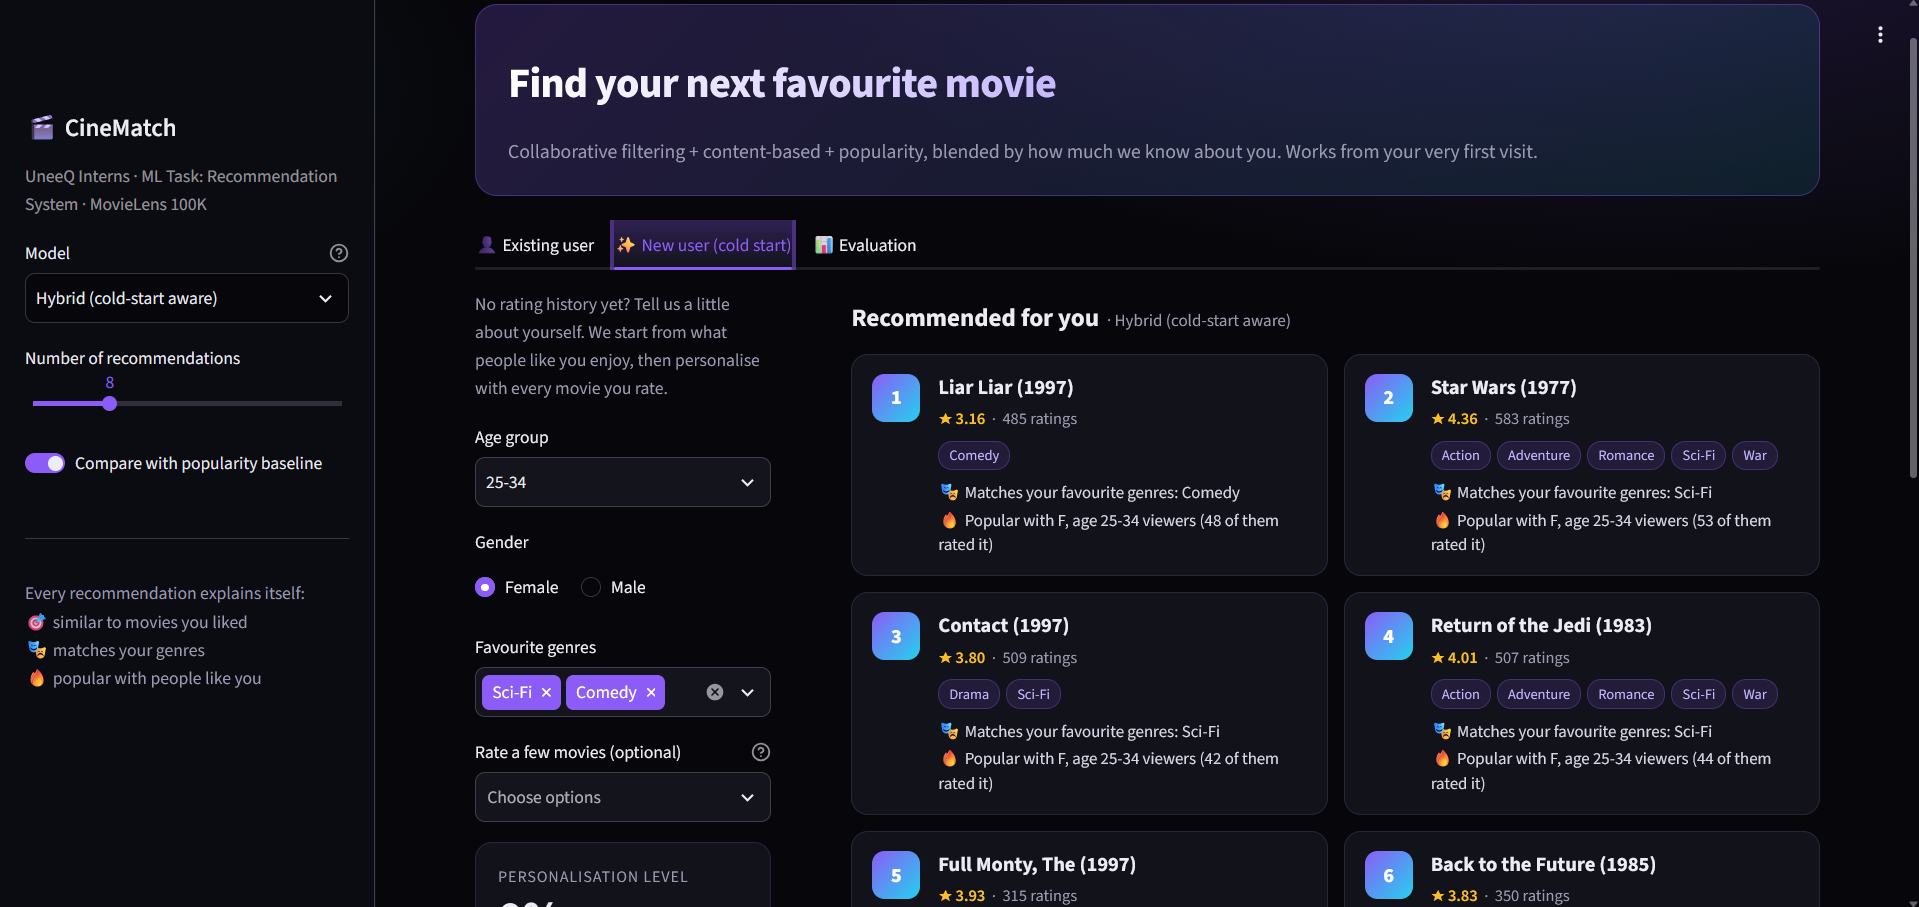 CineMatch
UneeQ Interns · ML Task: Recommendation
System · MovieLens 100K
Model
Hybrid (cold-start aware)
Number of recommendations
8
Compare with popularity baseline
Every recommendation explains itself:
similar to movies you liked
matches your genres
popular with people like you
Find your next favourite movie
Collaborative filtering + content-based + popularity, blended by how much we know about you. Works from your very first visit.
Existing user
New user (cold start)
Evaluation
No rating history yet? Tell us a little
about yourself. We start from what
people like you enjoy, then personalise
with every movie you rate.
Age group
25-34
Gender
Female
Male
Favourite genres
Sci-Fi
Comedy
Rate a few movies (optional)
Choose options
PERSONALISATION LEVEL
Recommended for you · Hybrid (cold-start aware)
1
Liar Liar (1997)
★ 3.16 · 485 ratings
Comedy
Matches your favourite genres: Comedy
Popular with F, age 25-34 viewers (48 of them
rated it)
2
Star Wars (1977)
★ 4.36 · 583 ratings
Action
Adventure
Romance
Sci-Fi
War
Matches your favourite genres: Sci-Fi
Popular with F, age 25-34 viewers (53 of them
rated it)
3
Contact (1997)
★ 3.80 · 509 ratings
Drama
Sci-Fi
Matches your favourite genres: Sci-Fi
Popular with F, age 25-34 viewers (42 of them
rated it)
4
Return of the Jedi (1983)
★ 4.01 · 507 ratings
Action
Adventure
Romance
Sci-Fi
War
Matches your favourite genres: Sci-Fi
Popular with F, age 25-34 viewers (44 of them
rated it)
5
Full Monty, The (1997)
★ 3.93 · 315 ratings
6
Back to the Future (1985)
★ 3.83 · 350 ratings